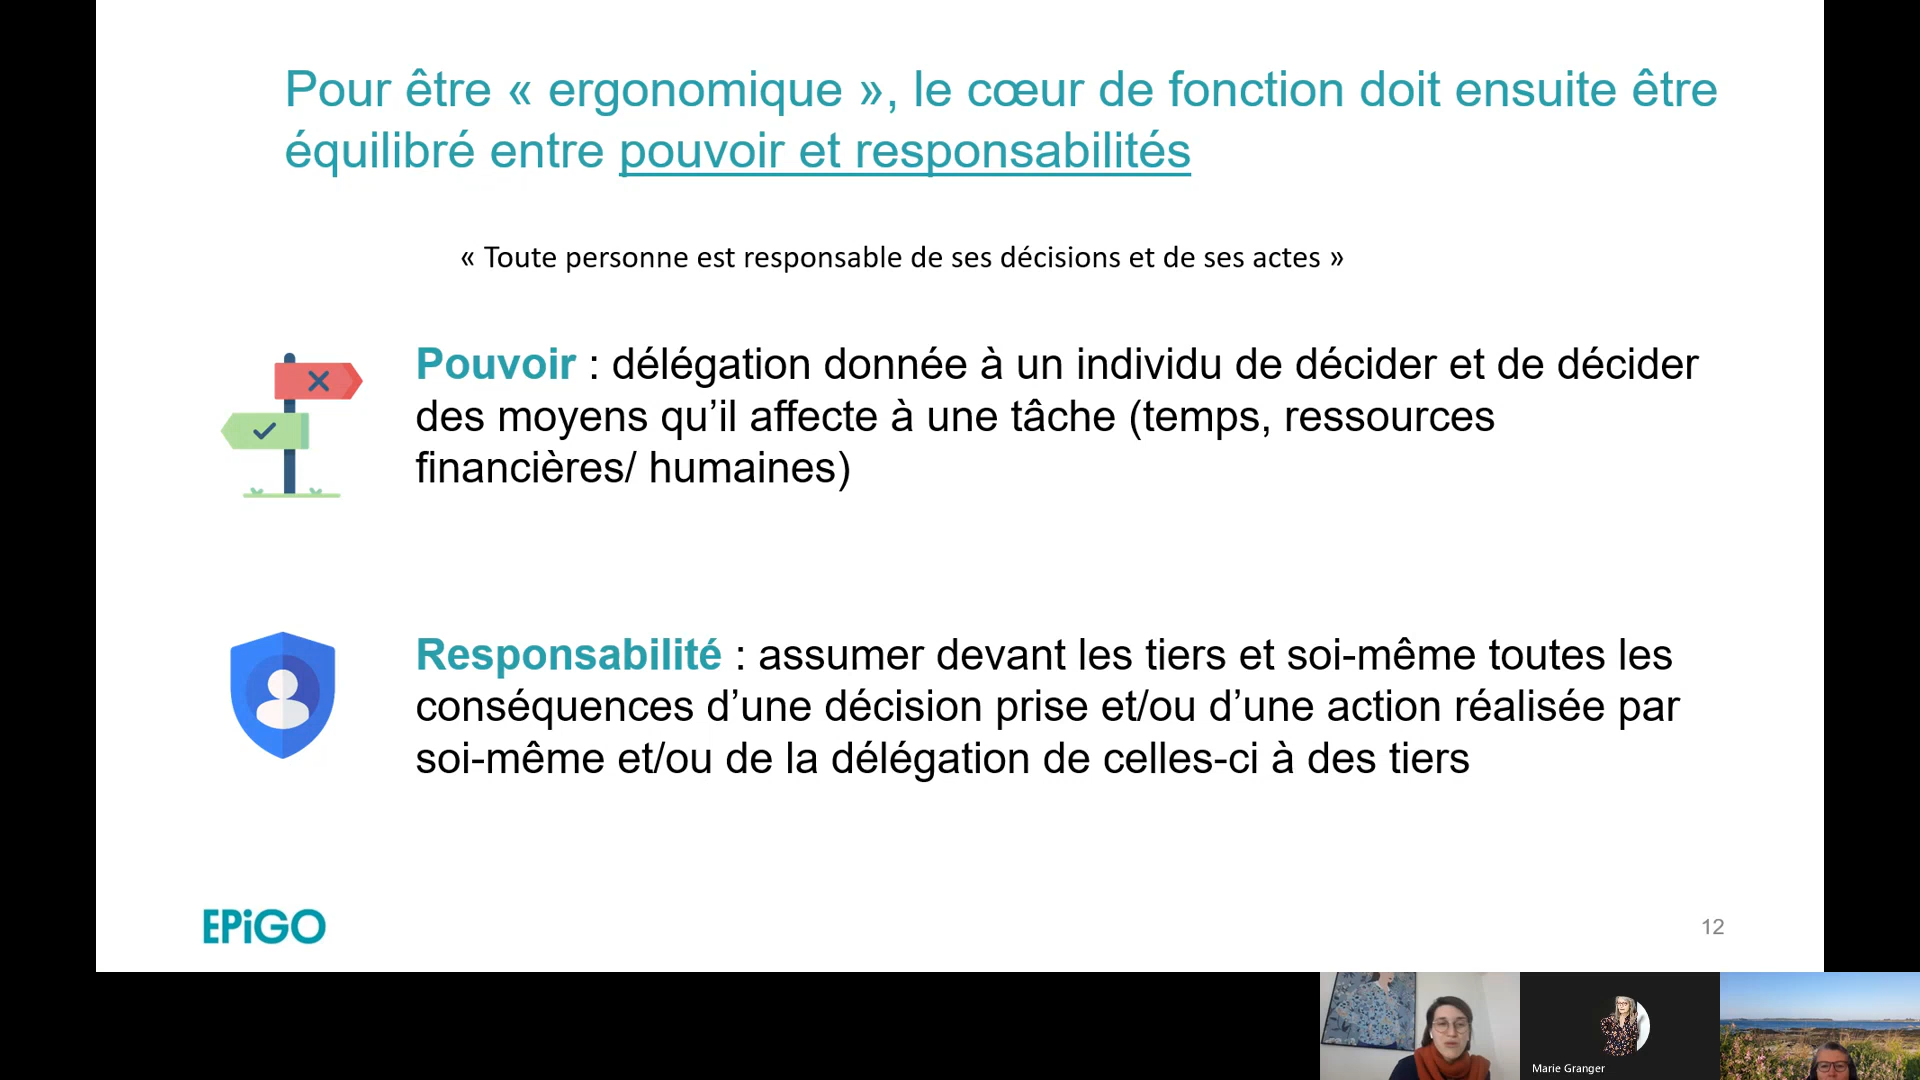 Pour être « ergonomique », le cœur de fonction doit ensuite être
équilibré entre pouvoir et responsabilités
« Toute personne est responsable de ses décisions et de ses actes »
Pouvoir : délégation donnée à un individu de décider et de décider
des moyens qu’il affecte à une tâche (temps, ressources
financières/ humaines)
Responsabilité : assumer devant les tiers et soi-même toutes les
conséquences d’une décision prise et/ou d’une action réalisée par
soi-même et/ou de la délégation de celles-ci à des tiers
EPiGO
12
Marie Granger